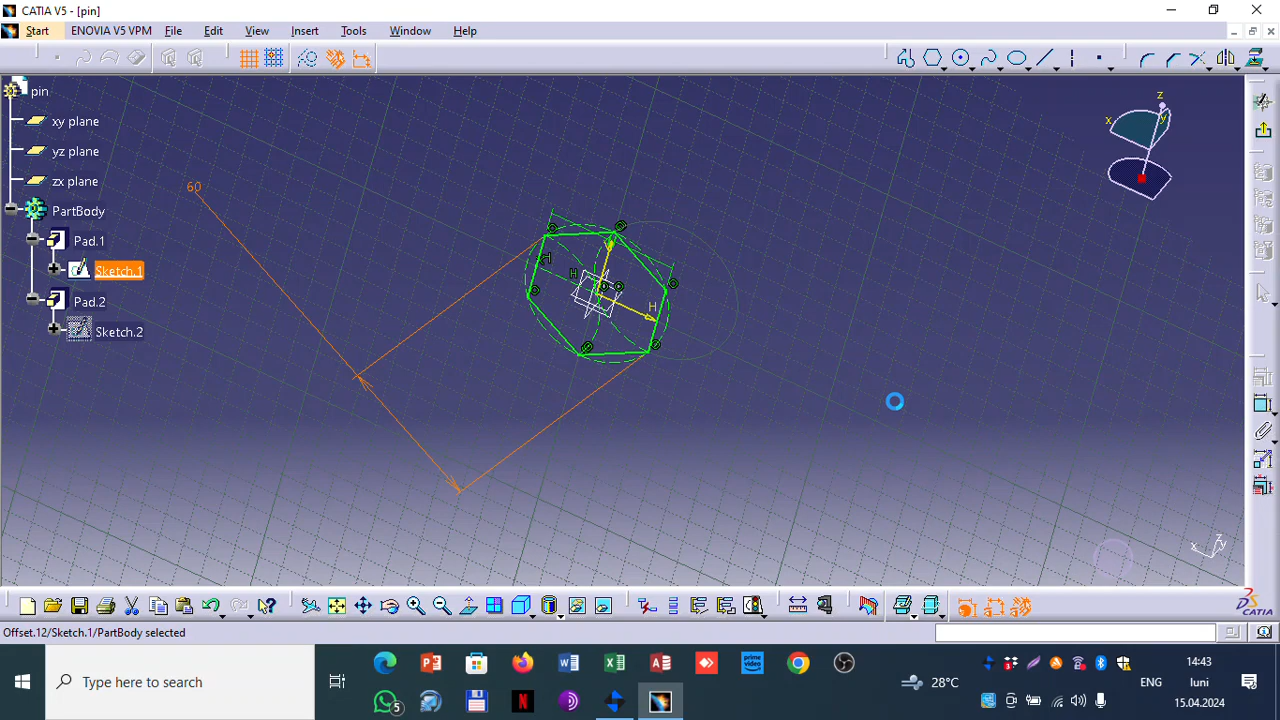 CATIA V5 - [pin]
Start ENOVIA V5 VPM File Edit View Insert Tools Window Help
pin
xy plane
yz plane
zx plane
PartBody
Pad.1
Sketch.1
Pad.2
Sketch.2
60
H
H
H
z
x
y
x
z
y
CATIA
Offset.12/Sketch.1/PartBody selected
Type here to search
5
28°C
ENG
14:43
luni
15.04.2024